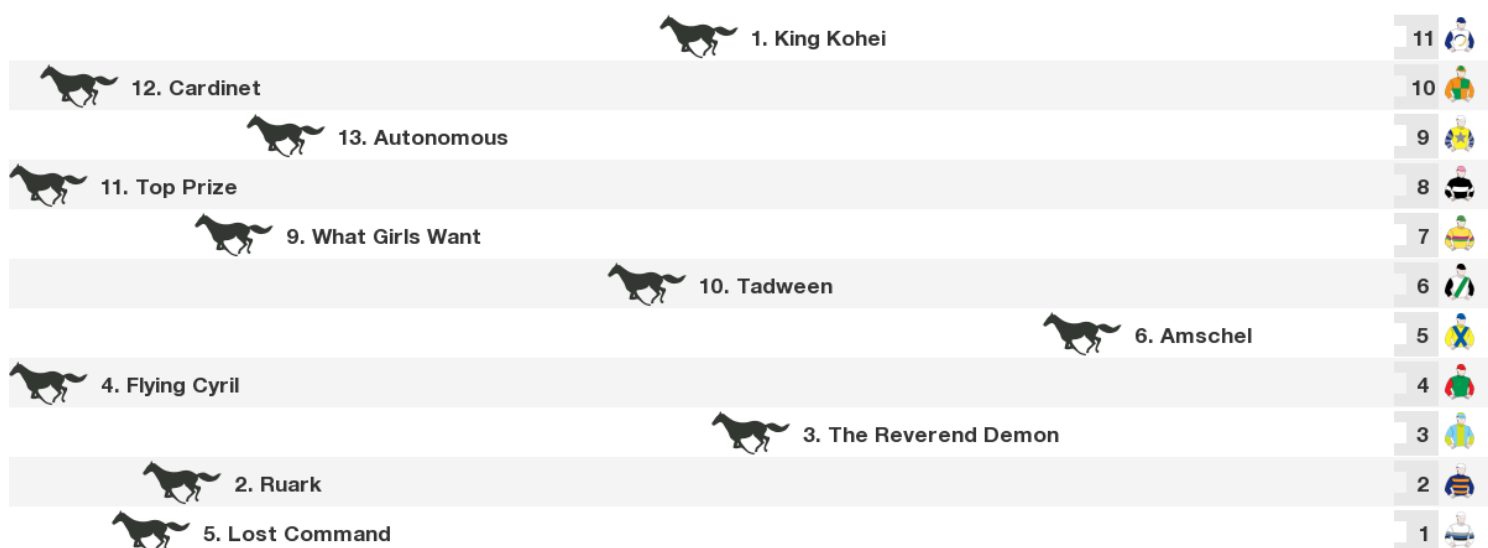 1. King Kohei 11
12. Cardinet 10
13. Autonomous 9
11. Top Prize 8
9. What Girls Want 7
10. Tadween 6
6. Amschel 5
4. Flying Cyril 4
3. The Reverend Demon 3
2. Ruark 2
5. Lost Command 1